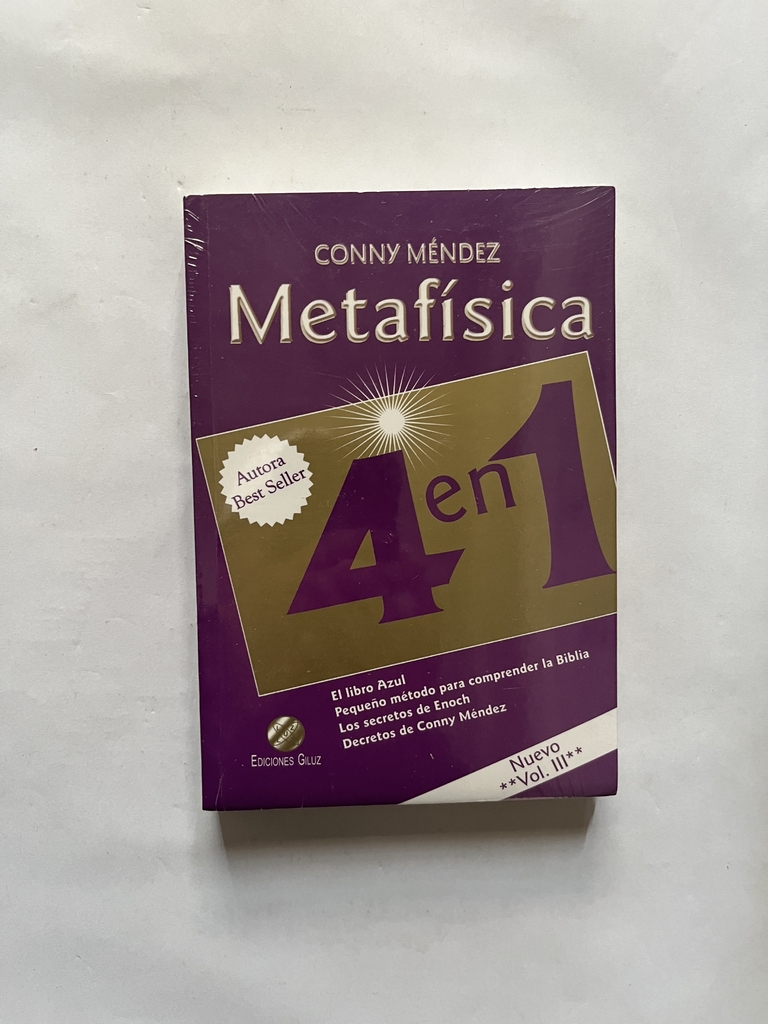 CONNY MÉNDEZ
Metafísica
4 en 1
Autora
Best Seller
El libro Azul
Pequeño método para comprender la Biblia
Los secretos de Enoch
Decretos de Conny Méndez
EDICIONES GILUZ
Nuevo
**Vol. III**